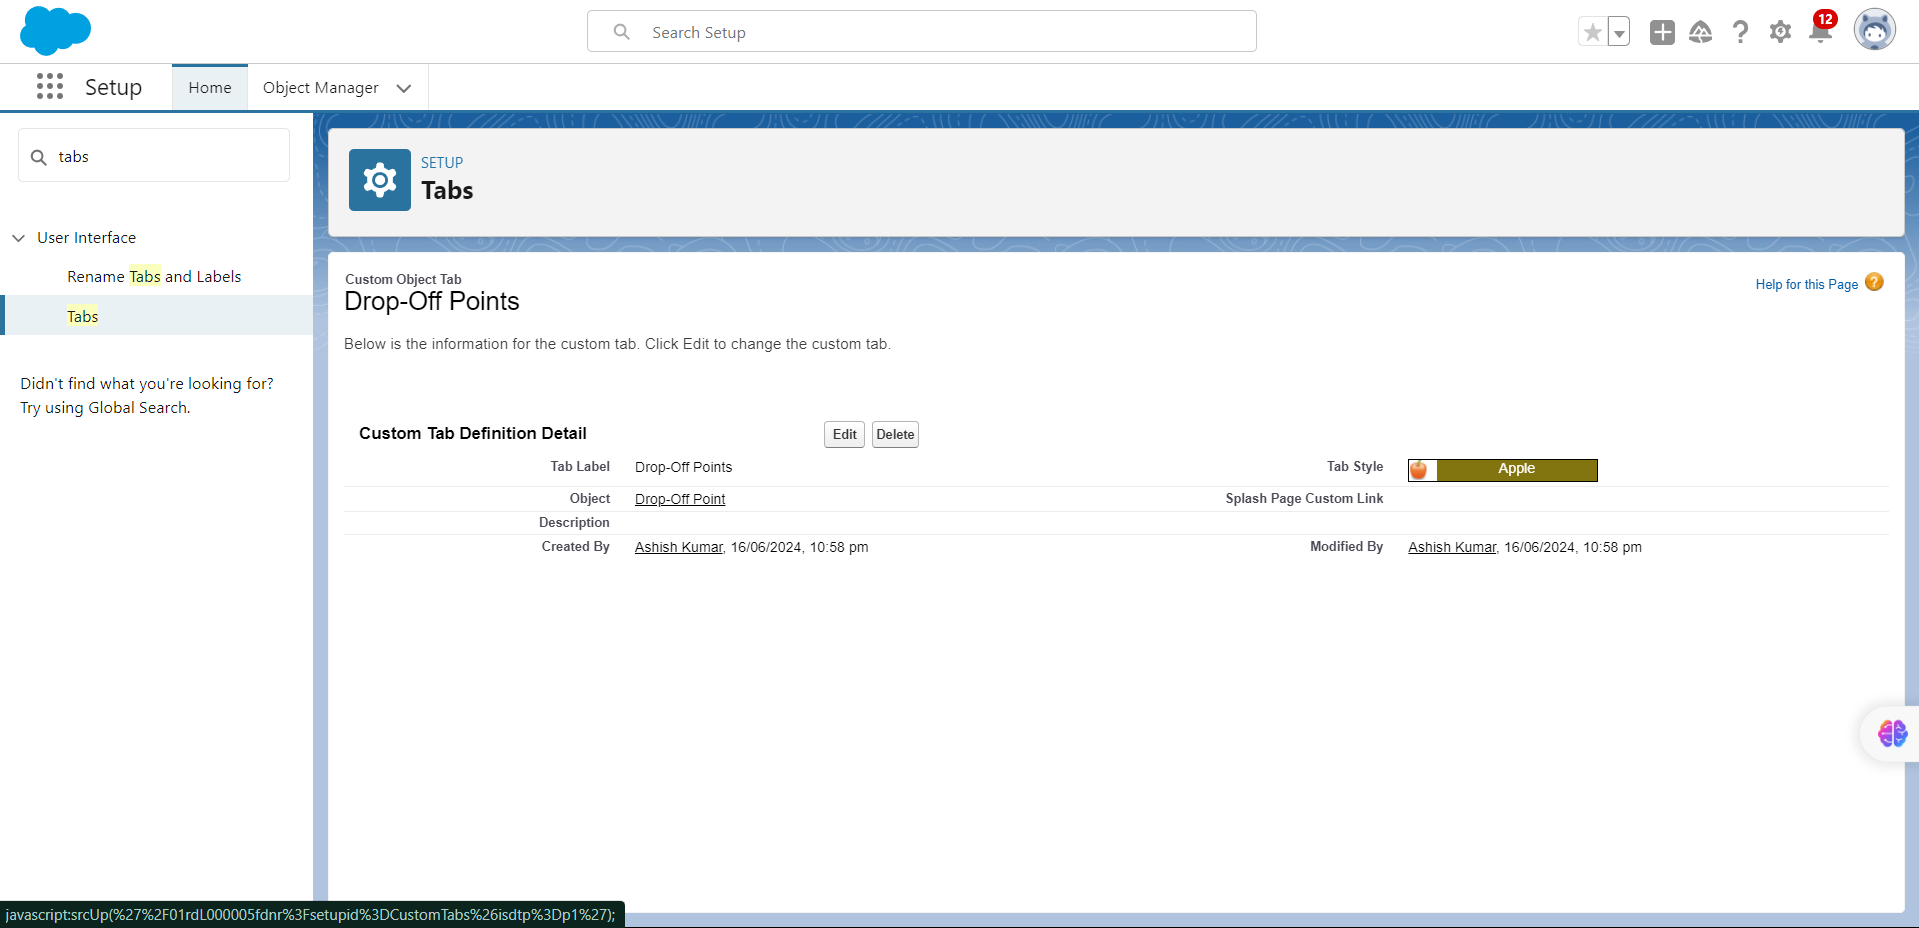 Search Setup
12
Setup
Home
Object Manager
tabs
SETUP
Tabs
User Interface
Rename Tabs and Labels
Tabs
Didn't find what you're looking for?
Try using Global Search.
Custom Object Tab
Drop-Off Points
Help for this Page ?
Below is the information for the custom tab. Click Edit to change the custom tab.
Custom Tab Definition Detail
Edit
Delete
Tab Label Drop-Off Points
Tab Style Apple
Object Drop-Off Point
Splash Page Custom Link
Description
Created By Ashish Kumar, 16/06/2024, 10:58 pm
Modified By Ashish Kumar, 16/06/2024, 10:58 pm
javascript:srcUp(%27%2F01rdL000005fdnr%3Fsetupid%3DCustomTabs%26isdtp%3Dp1%27);